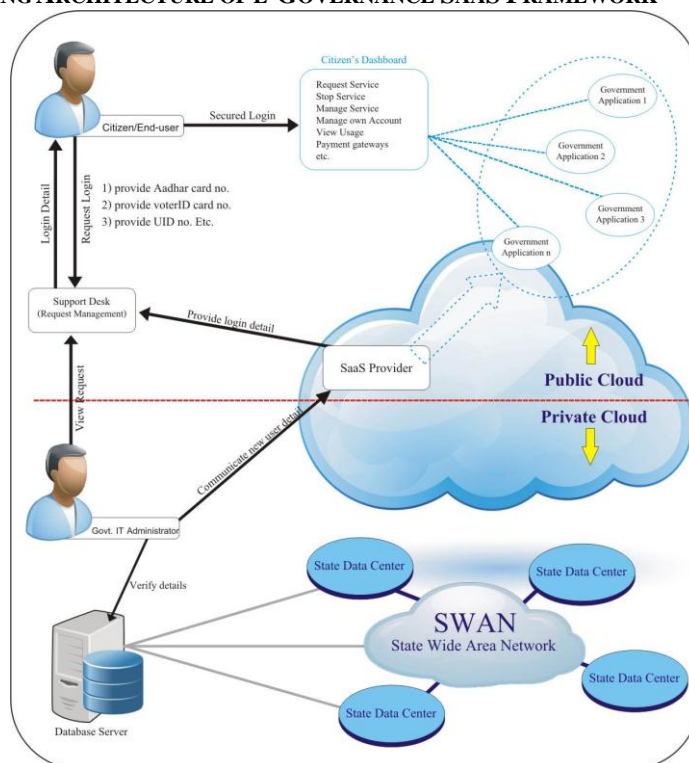 NG ARCHITECTURE OF E-GOVERNANCE SAAS FRAMEWORK
Citizen's Dashboard
Request Service
Stop Service
Manage Service
Manage own Account
View Usage
Payment gateways
etc.
Government
Application 1
Government
Application 2
Government
Application 3
Government
Application n
Secured Login
Citizen/End-user
Login Detail
Request Login
1) provide Aadhar card no.
2) provide voterID card no.
3) provide UID no. Etc.
Support Desk
(Request Management)
Provide login detail
SaaS Provider
Public Cloud
Private Cloud
View Request
Communicate new user detail
Govt. IT Administrator
Verify details
State Data Center
State Data Center
SWAN
State Wide Area Network
State Data Center
State Data Center
Database Server